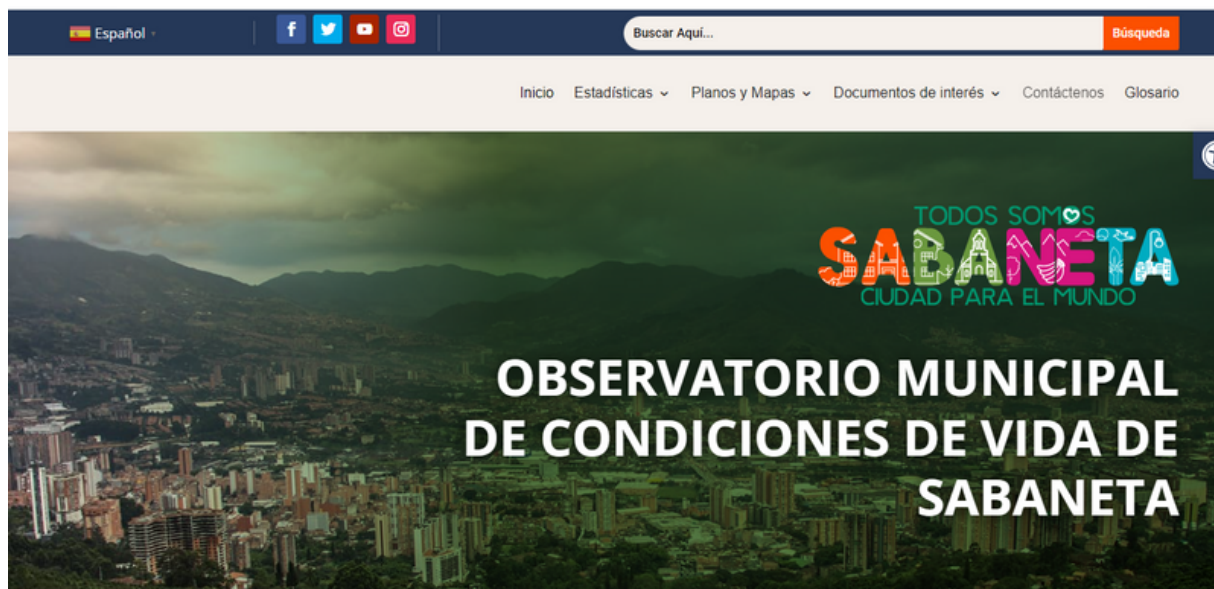 Español
Buscar Aquí...
Búsqueda
Inicio Estadísticas Planos y Mapas Documentos de interés Contáctenos Glosario
TODOS SOMOS
SABANETA
CIUDAD PARA EL MUNDO
OBSERVATORIO MUNICIPAL
DE CONDICIONES DE VIDA DE
SABANETA